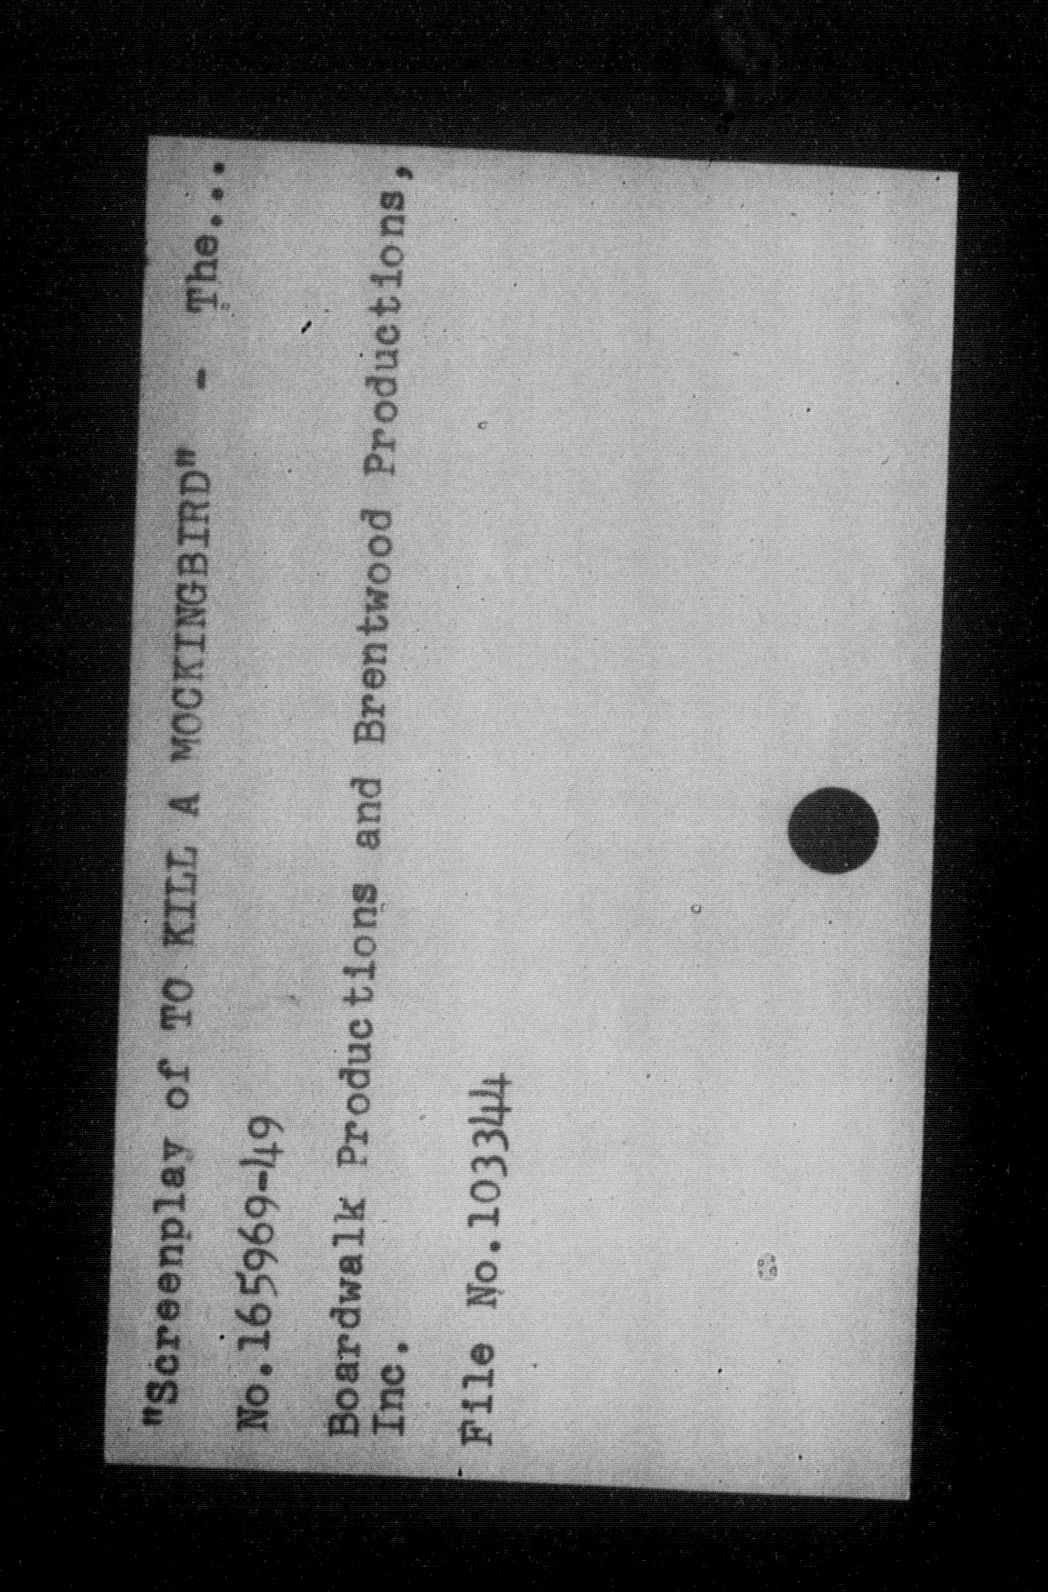 "Screenplay of TO KILL A MOCKINGBIRD" - The...
No.165969-49
Boardwalk Productions and Brentwood Productions,
Inc.
File No.103344